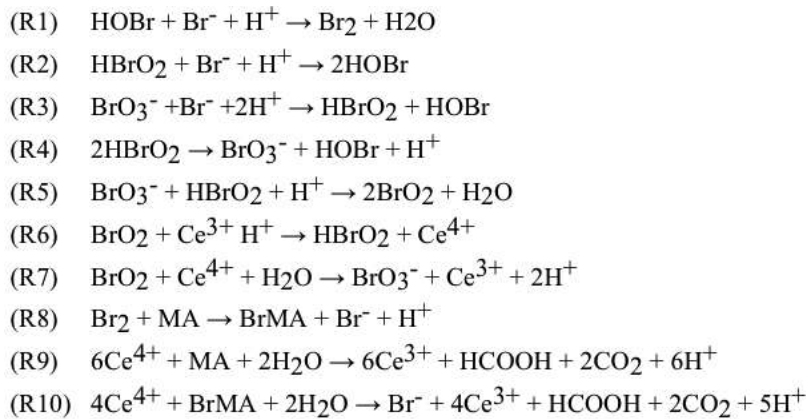 (R1) HOBr + Br⁻ + H⁺ → Br₂ + H2O
(R2) HBrO₂ + Br⁻ + H⁺ → 2HOBr
(R3) BrO₃⁻ +Br⁻ +2H⁺ → HBrO₂ + HOBr
(R4) 2HBrO₂ → BrO₃⁻ + HOBr + H⁺
(R5) BrO₃⁻ + HBrO₂ + H⁺ → 2BrO₂ + H₂O
(R6) BrO₂ + Ce³⁺ H⁺ → HBrO₂ + Ce⁴⁺
(R7) BrO₂ + Ce⁴⁺ + H₂O → BrO₃⁻ + Ce³⁺ + 2H⁺
(R8) Br₂ + MA → BrMA + Br⁻ + H⁺
(R9) 6Ce⁴⁺ + MA + 2H₂O → 6Ce³⁺ + HCOOH + 2CO₂ + 6H⁺
(R10) 4Ce⁴⁺ + BrMA + 2H₂O → Br⁻ + 4Ce³⁺ + HCOOH + 2CO₂ + 5H⁺